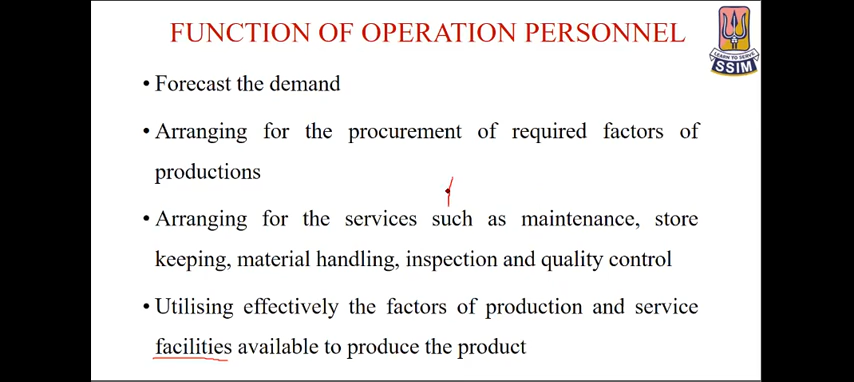 FUNCTION OF OPERATION PERSONNEL
LEARN TO SERVE
SSIM
• Forecast the demand
• Arranging for the procurement of required factors of
productions
• Arranging for the services such as maintenance, store
keeping, material handling, inspection and quality control
• Utilising effectively the factors of production and service
facilities available to produce the product